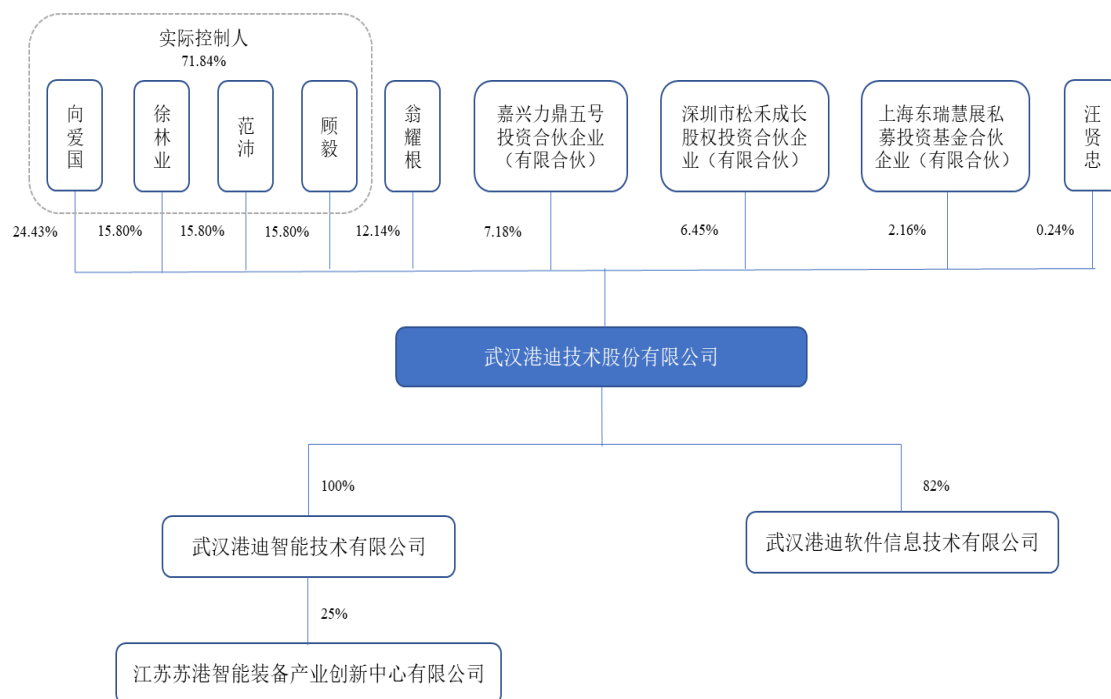 实际控制人
71.84%
向爱国
徐林业
范沛
顾毅
翁耀根
嘉兴力鼎五号
投资合伙企业
（有限合伙）
深圳市松禾成长
股权投资合伙企
业（有限合伙）
上海东瑞慧展私
募投资基金合伙
企业（有限合伙）
汪贤忠
24.43%
15.80%
15.80%
15.80%
12.14%
7.18%
6.45%
2.16%
0.24%
武汉港迪技术股份有限公司
100%
82%
武汉港迪智能技术有限公司
武汉港迪软件信息技术有限公司
25%
江苏苏港智能装备产业创新中心有限公司